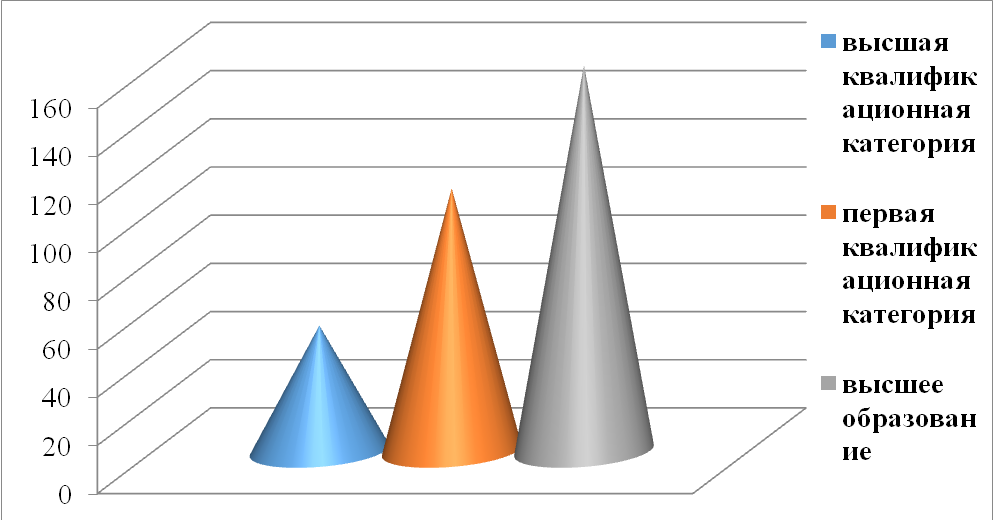 160
140
120
100
80
60
40
20
0
высшая
квалифик
ационная
категория
первая
квалифик
ационная
категория
высшее
образован
ие